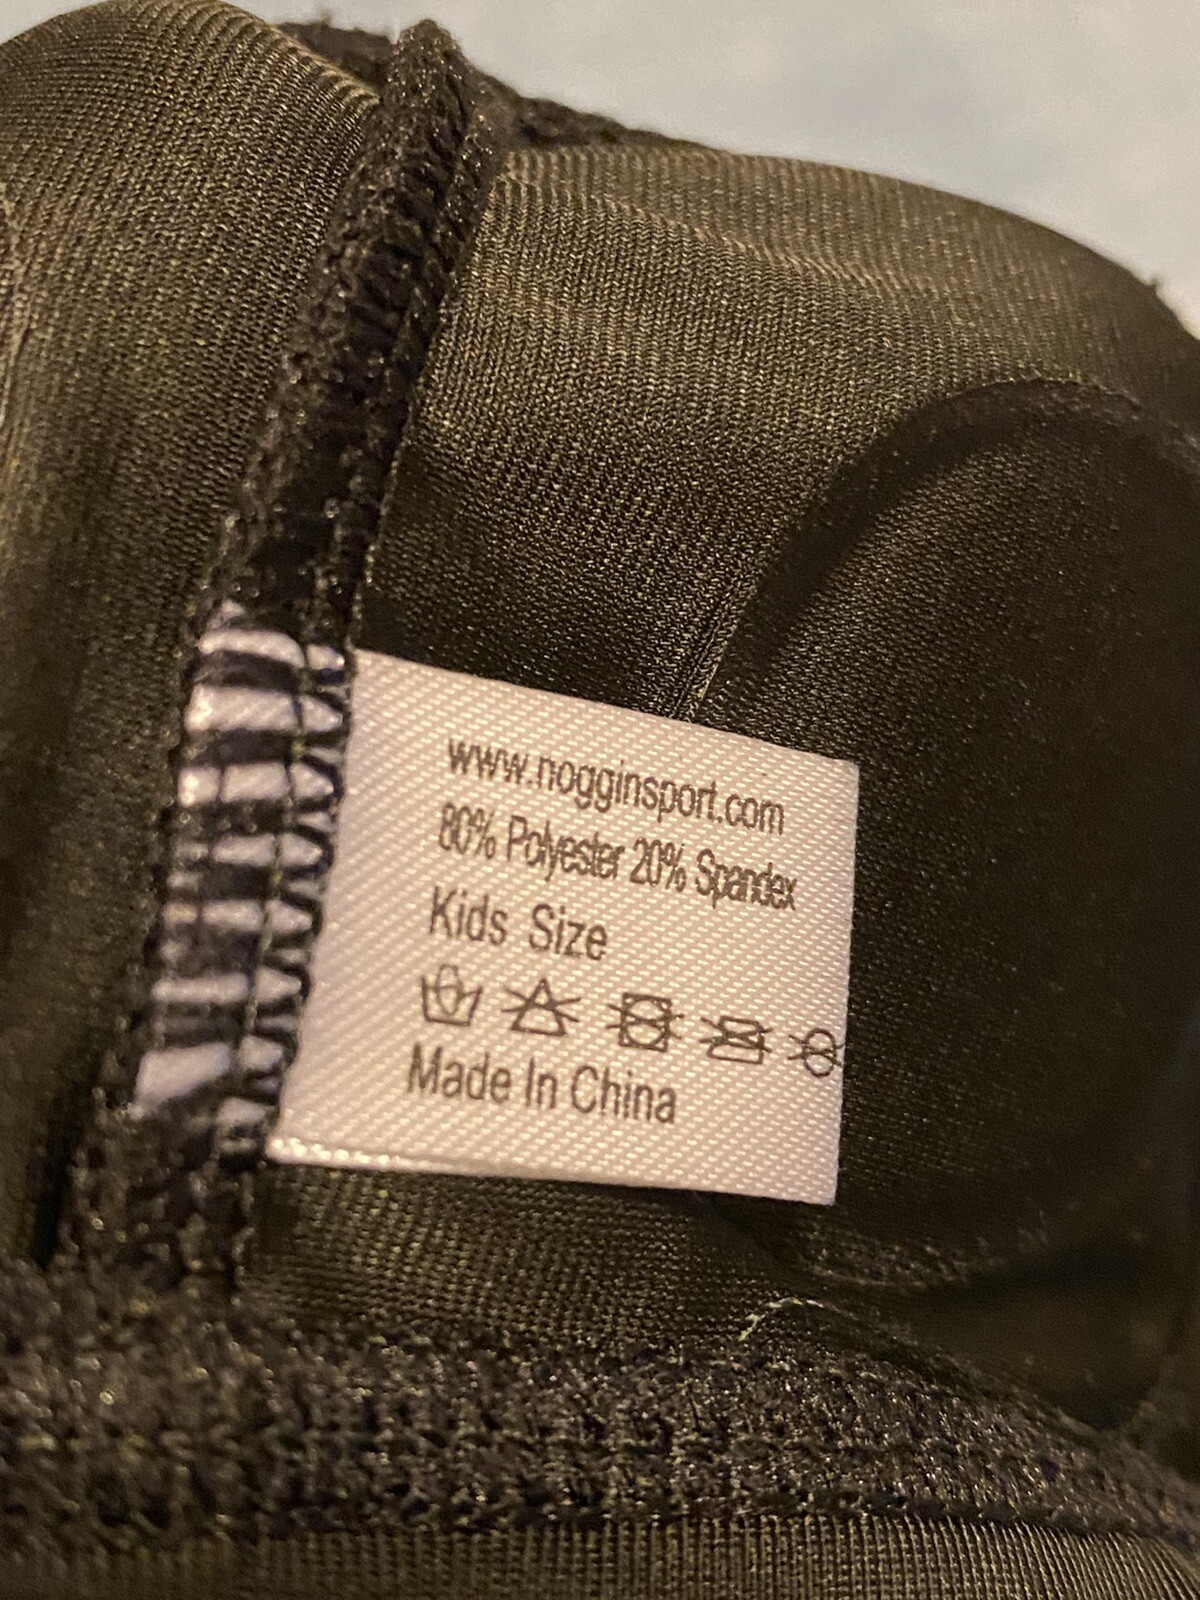 www.nogginsport.com
80% Polyester 20% Spandex
Kids Size
Made In China